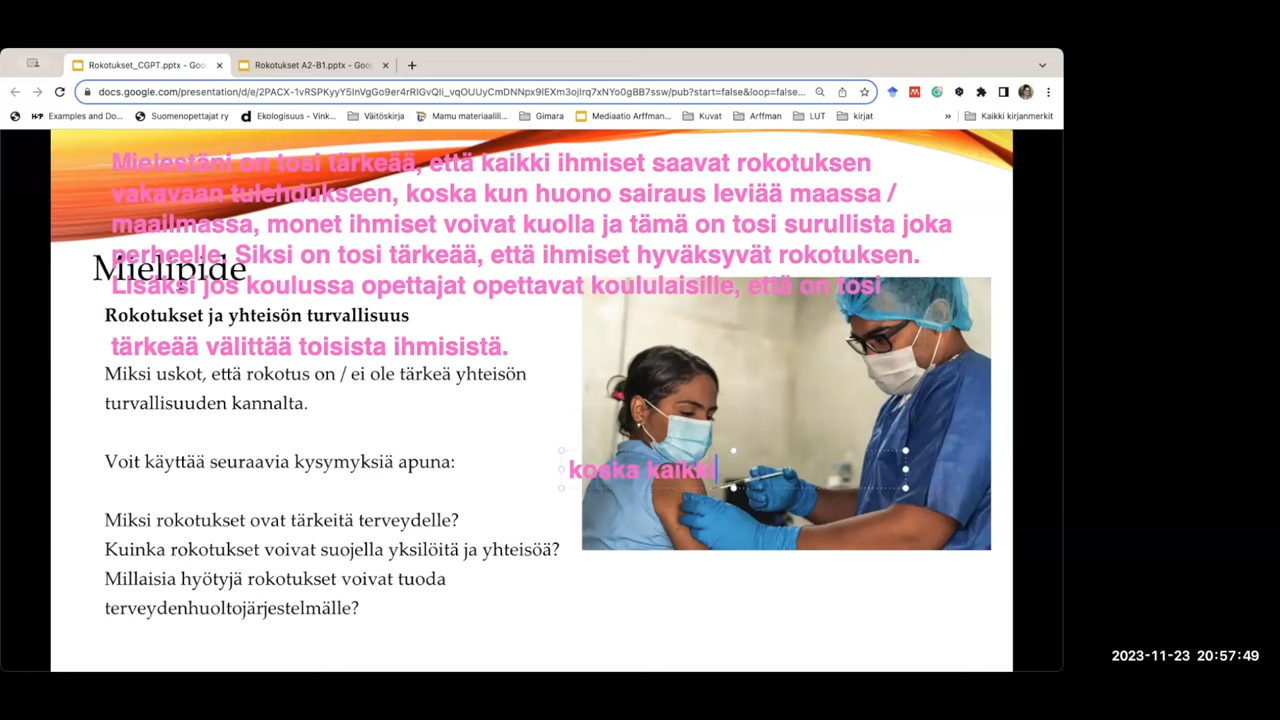 Rokotukset_CGPT.pptx - Goo
Rokotukset A2-B1.pptx - Goog
docs.google.com/presentation/d/e/2PACX-1vRSPKyyY5InVgGo9er4rRIGvQIi_vqOUUyCmDNNpx9IEXm3ojIrq7xNYo0gBB7ssw/pub?start=false&loop=false...
Examples and Do...
Suomenopettajat ry
Ekologisuus - Vink...
Väitöskirja
Mamu materiaalili...
Gimara
Mediaatio Arffman...
Kuvat
Arffman
LUT
kirjat
»
Kaikki kirjanmerkit
Mielestäni on tosi tärkeää, että kaikki ihmiset saavat rokotuksen
vakavaan tulehdukseen, koska kun huono sairaus leviää maassa /
maailmassa, monet ihmiset voivat kuolla ja tämä on tosi surullista joka
perheelle. Siksi on tosi tärkeää, että ihmiset hyväksyvät rokotuksen.
Mielipide
Lisäksi jos koulussa opettajat opettavat koululaisille, että on tosi
Rokotukset ja yhteisön turvallisuus
tärkeää välittää toisista ihmisistä.
Miksi uskot, että rokotus on / ei ole tärkeä yhteisön
turvallisuuden kannalta.
Voit käyttää seuraavia kysymyksiä apuna:
koska kaikki
Miksi rokotukset ovat tärkeitä terveydelle?
Kuinka rokotukset voivat suojella yksilöitä ja yhteisöä?
Millaisia hyötyjä rokotukset voivat tuoda
terveydenhuoltojärjestelmälle?
2023-11-23 20:57:49